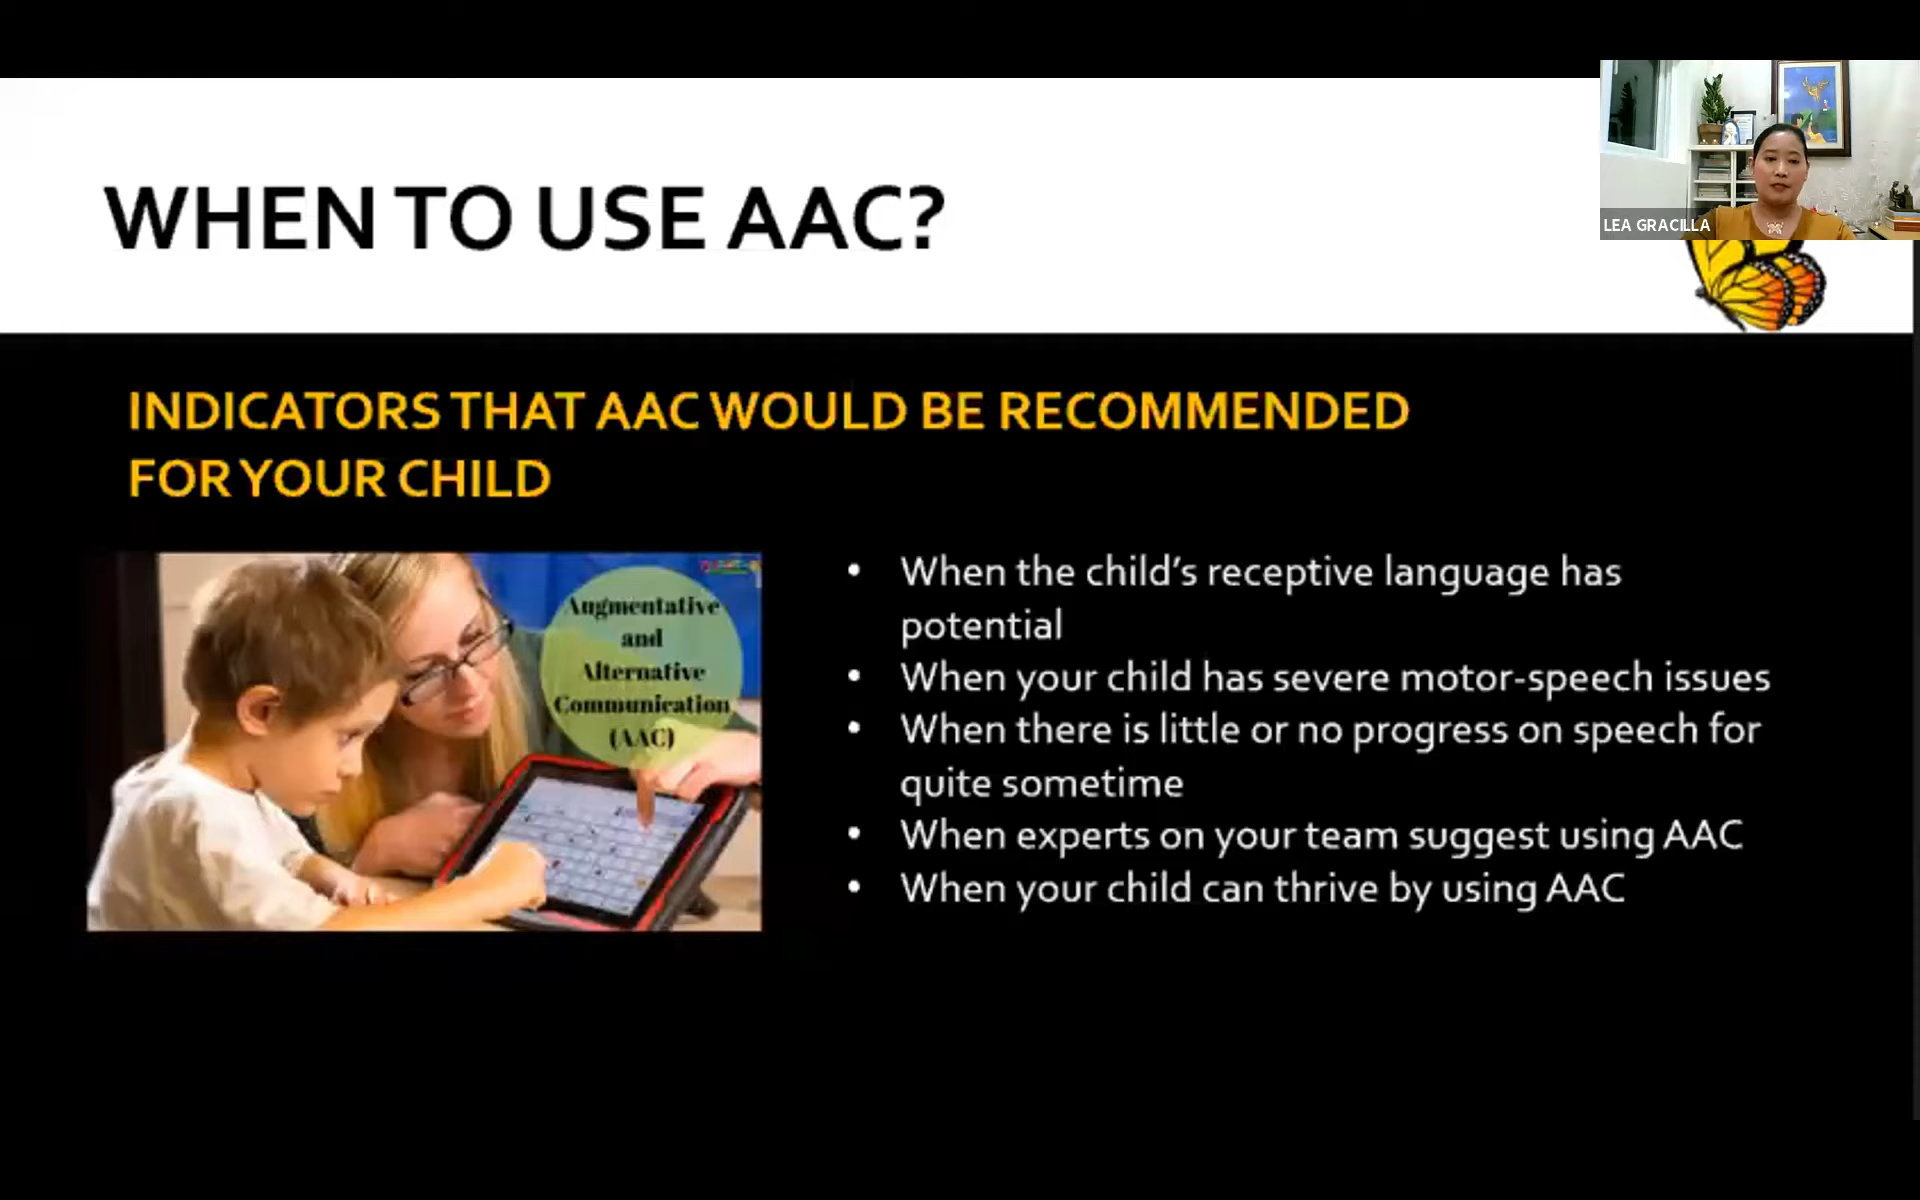 WHEN TO USE AAC?
LEA GRACILLA
INDICATORS THAT AAC WOULD BE RECOMMENDED
FOR YOUR CHILD
Augmentative
and
Alternative
Communication
(AAC)
• When the child's receptive language has
potential
• When your child has severe motor-speech issues
• When there is little or no progress on speech for
quite sometime
• When experts on your team suggest using AAC
• When your child can thrive by using AAC